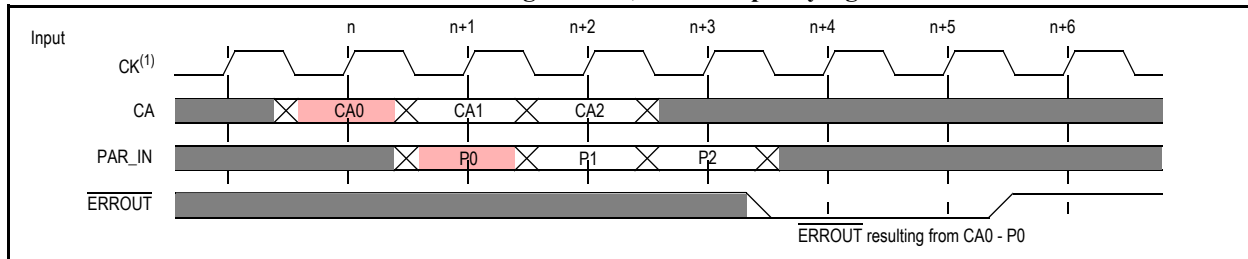 n n+1 n+2 n+3 n+4 n+5 n+6
Input
CK(1)
CA CA0 CA1 CA2
PAR_IN P0 P1 P2
ERROUT
ERROUT resulting from CA0 - P0